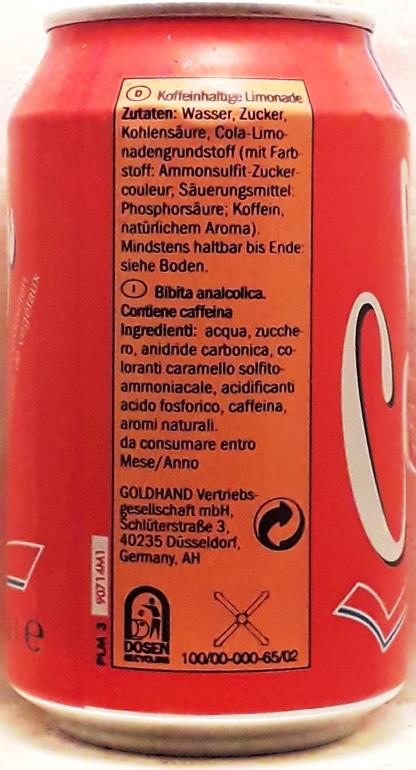 D Koffeinhaltige Limonade
Zutaten: Wasser, Zucker,
Kohlensäure, Cola-Limo-
nadengrundstoff (mit Farb-
stoff: Ammonsulfit-Zucker-
couleur, Säuerungsmittel:
Phosphorsäure; Koffein,
natürlichem Aroma).
Mindstens haltbar bis Ende:
siehe Boden.
I Bibita analcolica.
Contiene caffeina
Ingredienti: acqua, zucche-
ro, anidride carbonica, co-
loranti caramello solfito-
ammoniacale, acidificanti
acido fosforico, caffeina,
aromi naturali.
da consumare entro
Mese/Anno
GOLDHAND Vertriebs-
gesellschaft mbH,
Schlüterstraße 3,
40235 Düsseldorf,
Germany, AH
DOSEN
RECYCLING
100/00-000-65/02
PLM 3 90714M1
e
C
végétaux